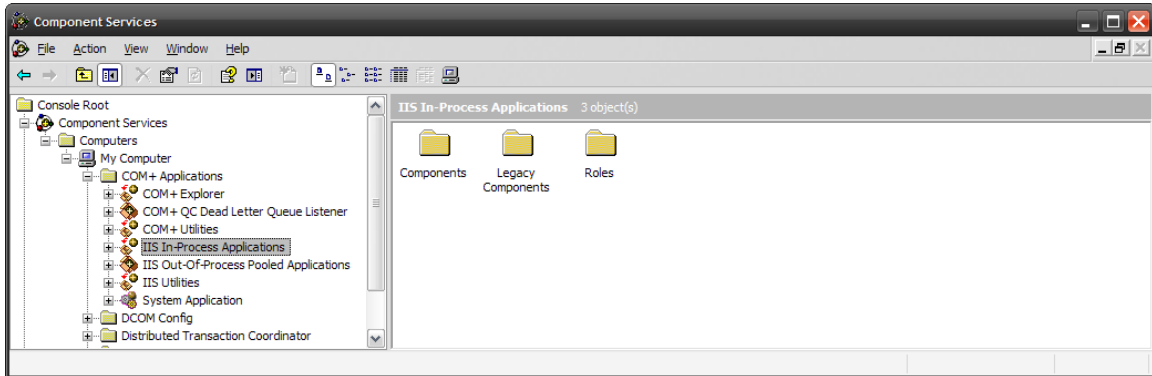 Component Services
File Action View Window Help
Console Root
Component Services
Computers
My Computer
COM+ Applications
COM+ Explorer
COM+ QC Dead Letter Queue Listener
COM+ Utilities
IIS In-Process Applications
IIS Out-Of-Process Pooled Applications
IIS Utilities
System Application
DCOM Config
Distributed Transaction Coordinator
IIS In-Process Applications 3 object(s)
Components
Legacy
Components
Roles